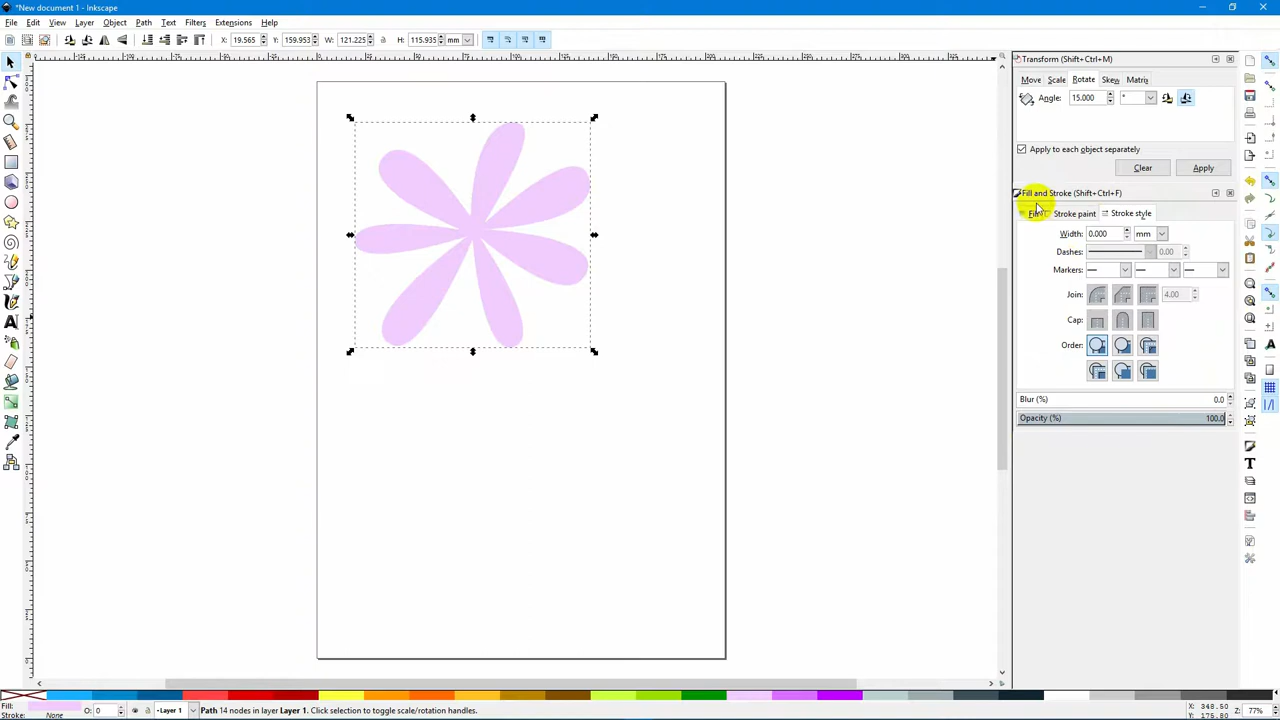 *New document 1 - Inkscape
File Edit View Layer Object Path Text Filters Extensions Help
X: 19.565 Y: 159.953 W: 121.225 H: 115.935 mm
Transform (Shift+Ctrl+M)
Move Scale Rotate Skew Matrix
Angle: 15.000 °
Apply to each object separately
Clear Apply
Fill and Stroke (Shift+Ctrl+F)
Fill Stroke paint Stroke style
Width: 0.000 mm
Dashes: 0.00
Markers:
Join: 4.00
Cap:
Order:
Blur (%) 0.0
Opacity (%) 100.0
Fill: O: 0 Layer 1 Path 14 nodes in layer Layer 1. Click selection to toggle scale/rotation handles. X: 348.50 Z: 77%
Stroke: None Y: 175.80